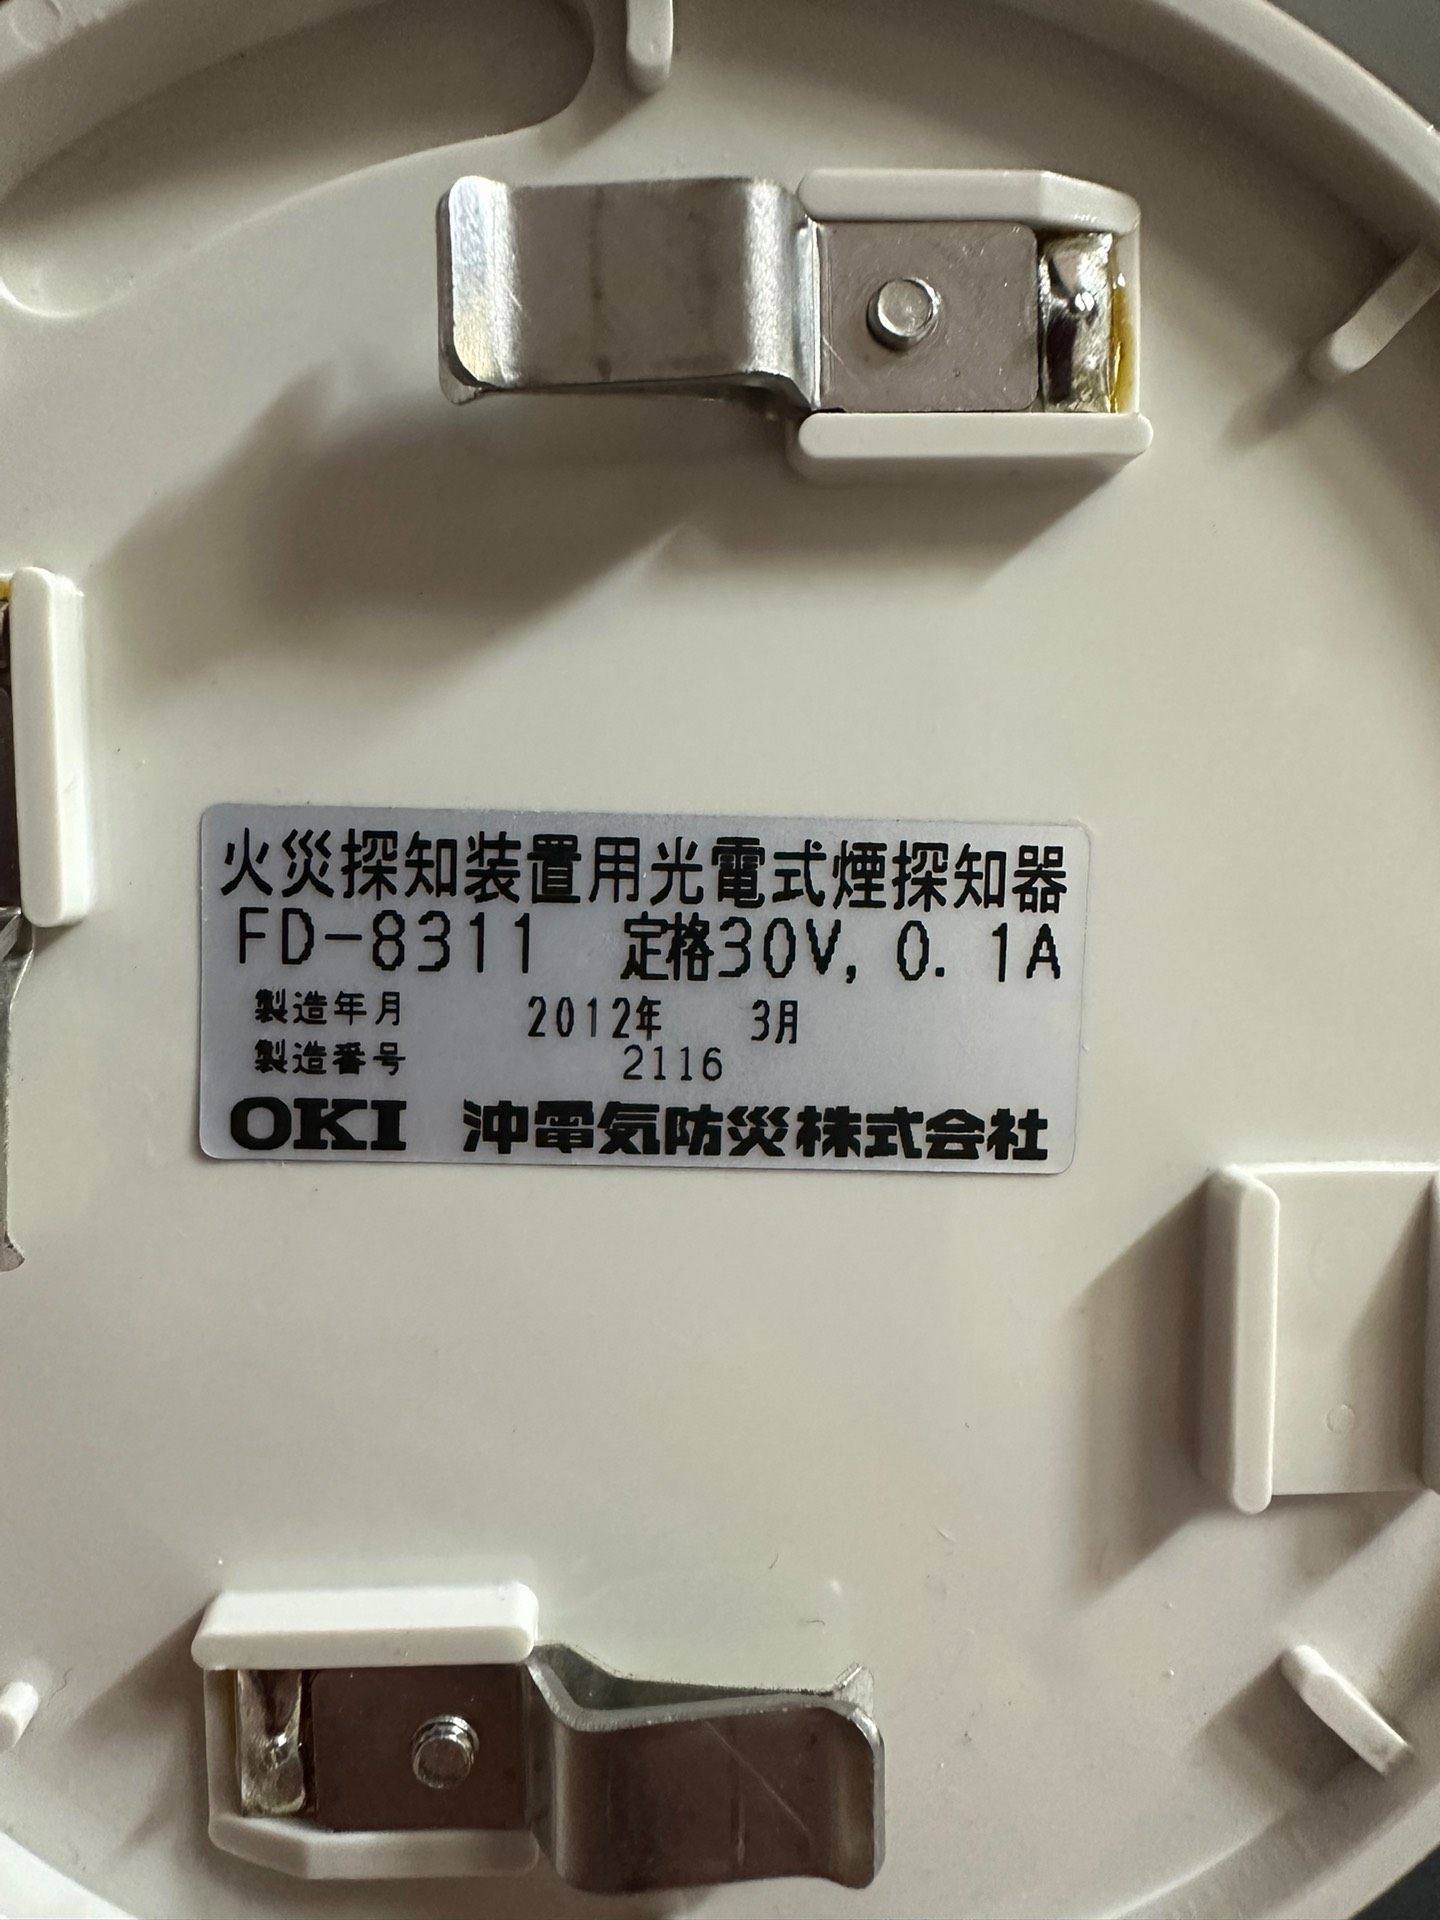 火災探知装置用光電式煙探知器
FD-8311 定格30V, 0.1A
製造年月 2012年 3月
製造番号 2116
OKI 沖電気防災株式会社